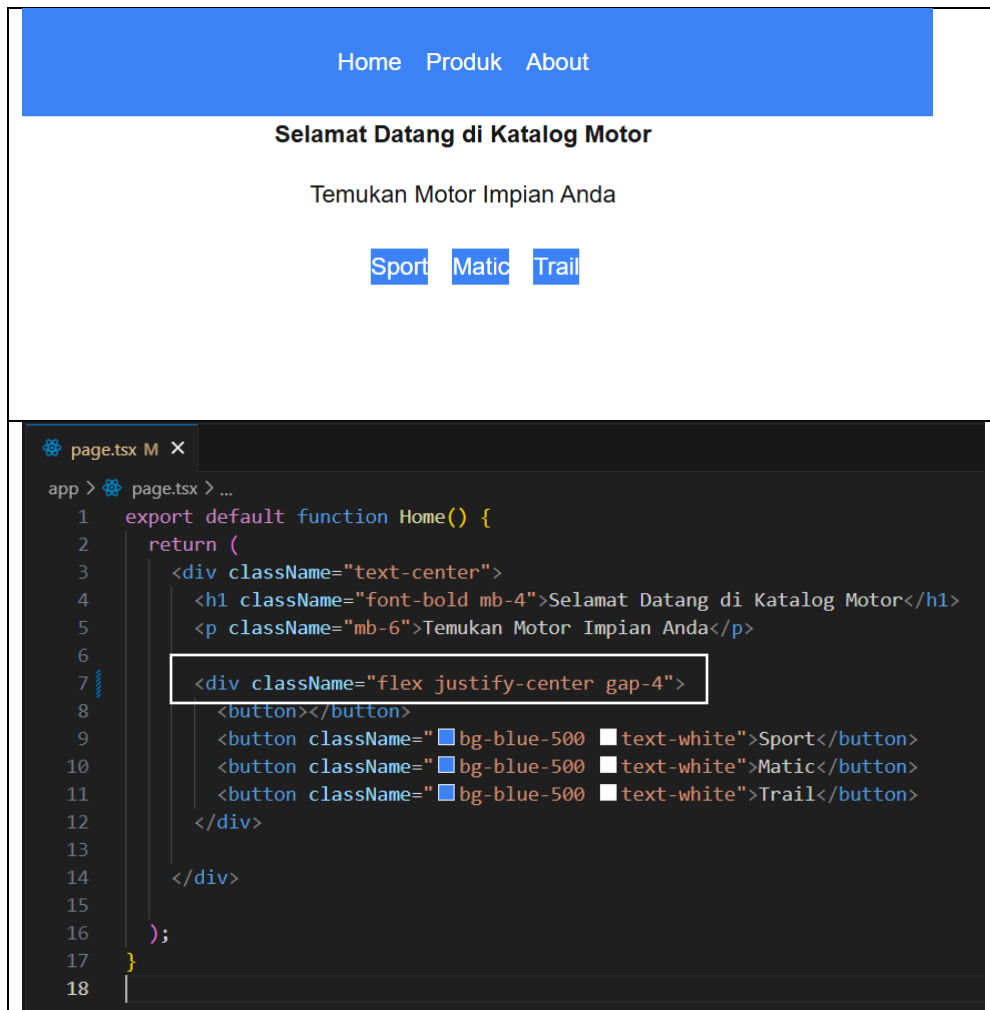 Home Produk About
Selamat Datang di Katalog Motor
Temukan Motor Impian Anda
Sport Matic Trail
page.tsx M ×
app > page.tsx > ...
1 export default function Home() {
2 return (
3 <div className="text-center">
4 <h1 className="font-bold mb-4">Selamat Datang di Katalog Motor</h1>
5 <p className="mb-6">Temukan Motor Impian Anda</p>
6
7 <div className="flex justify-center gap-4">
8 <button></button>
9 <button className="bg-blue-500 text-white">Sport</button>
10 <button className="bg-blue-500 text-white">Matic</button>
11 <button className="bg-blue-500 text-white">Trail</button>
12 </div>
13
14 </div>
15
16 );
17 }
18